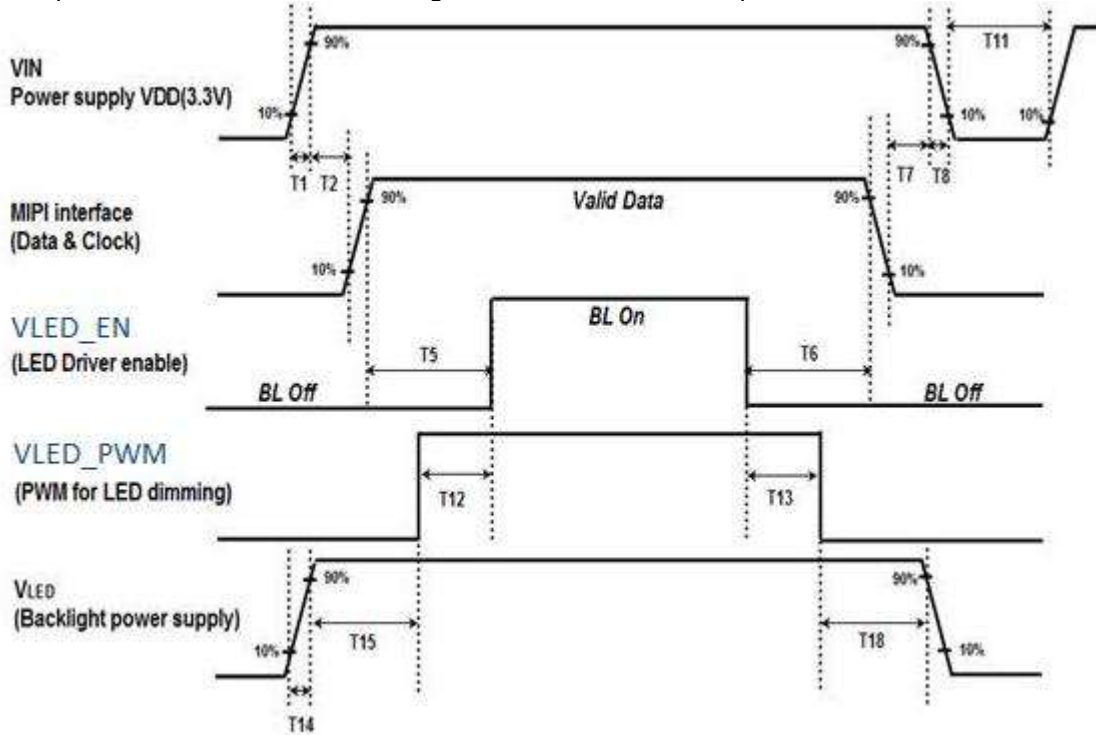 90%
90%
T11
VIN
Power supply VDD(3.3V)
10%
10%
10%
T1
T2
T7
T8
90%
Valid Data
90%
MIPI interface
(Data & Clock)
10%
10%
VLED_EN
BL On
(LED Driver enable)
T5
T6
BL Off
BL Off
VLED_PWM
(PWM for LED dimming)
T12
T13
VLED
90%
90%
(Backlight power supply)
T15
T18
10%
10%
T14